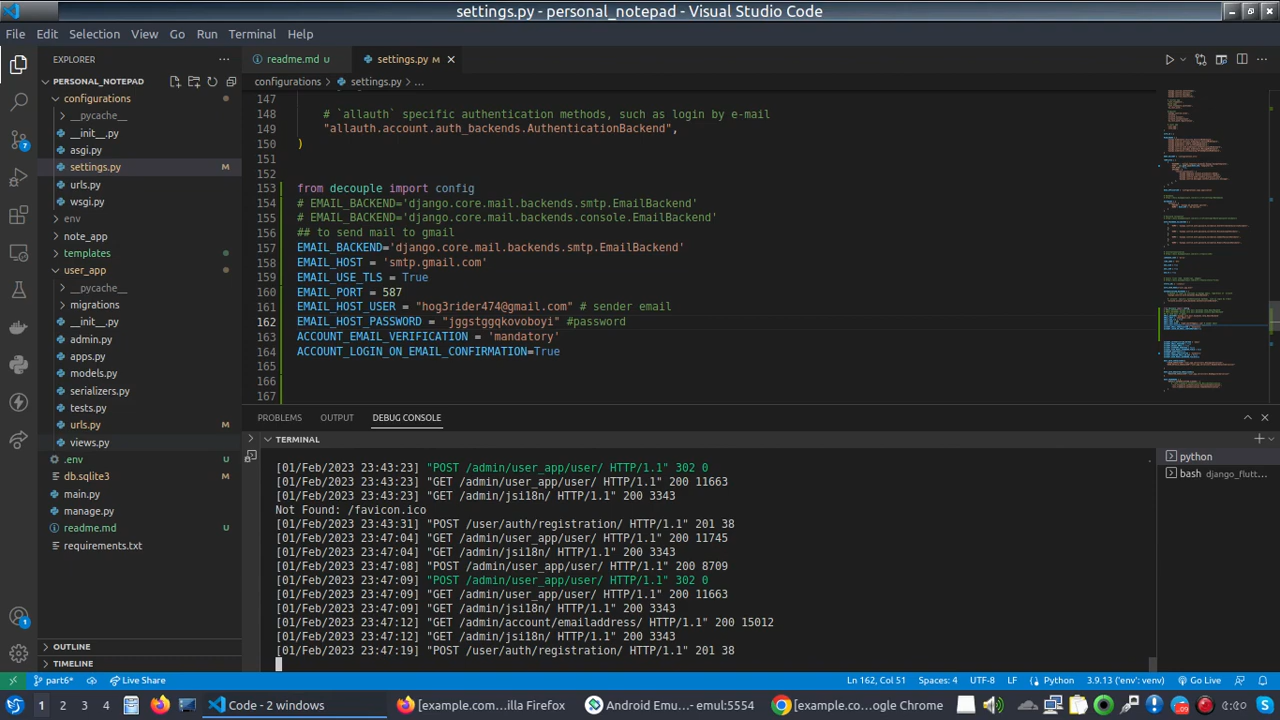 settings.py - personal_notepad - Visual Studio Code
File Edit Selection View Go Run Terminal Help
EXPLORER
readme.md U
settings.py M
PERSONAL_NOTEPAD
configurations
__pycache__
__init__.py
asgi.py
settings.py M
urls.py
wsgi.py
env
note_app
templates
user_app
__pycache__
migrations
__init__.py
admin.py
apps.py
models.py
serializers.py
tests.py
urls.py M
views.py
.env
db.sqlite3 M
main.py
manage.py
readme.md U
requirements.txt
OUTLINE
TIMELINE
configurations > settings.py > ...
147
148 # `allauth` specific authentication methods, such as login by e-mail
149 "allauth.account.auth_backends.AuthenticationBackend",
150 )
151
152
153 from decouple import config
154 # EMAIL_BACKEND='django.core.mail.backends.smtp.EmailBackend'
155 # EMAIL_BACKEND='django.core.mail.backends.console.EmailBackend'
156 ## to send mail to gmail
157 EMAIL_BACKEND='django.core.mail.backends.smtp.EmailBackend'
158 EMAIL_HOST = 'smtp.gmail.com'
159 EMAIL_USE_TLS = True
160 EMAIL_PORT = 587
161 EMAIL_HOST_USER = # sender email
162 EMAIL_HOST_PASSWORD = #password
163 ACCOUNT_EMAIL_VERIFICATION = "mandatory"
164 ACCOUNT_LOGIN_ON_EMAIL_CONFIRMATION=True
165
166
167
PROBLEMS OUTPUT DEBUG CONSOLE
TERMINAL
[01/Feb/2023 23:43:23] "POST /admin/user_app/user/ HTTP/1.1" 302 0
[01/Feb/2023 23:43:23] "GET /admin/user_app/user/ HTTP/1.1" 200 11663
[01/Feb/2023 23:43:23] "GET /admin/jsi18n/ HTTP/1.1" 200 3343
Not Found: /favicon.ico
[01/Feb/2023 23:43:31] "POST /user/auth/registration/ HTTP/1.1" 201 38
[01/Feb/2023 23:47:04] "GET /admin/user_app/user/ HTTP/1.1" 200 11745
[01/Feb/2023 23:47:04] "GET /admin/jsi18n/ HTTP/1.1" 200 3343
[01/Feb/2023 23:47:08] "POST /admin/user_app/user/ HTTP/1.1" 200 8709
[01/Feb/2023 23:47:09] "POST /admin/user_app/user/ HTTP/1.1" 302 0
[01/Feb/2023 23:47:09] "GET /admin/user_app/user/ HTTP/1.1" 200 11663
[01/Feb/2023 23:47:09] "GET /admin/jsi18n/ HTTP/1.1" 200 3343
[01/Feb/2023 23:47:12] "GET /admin/account/emailaddress/ HTTP/1.1" 200 15012
[01/Feb/2023 23:47:12] "GET /admin/jsi18n/ HTTP/1.1" 200 3343
[01/Feb/2023 23:47:19] "POST /user/auth/registration/ HTTP/1.1" 201 38
python
bash django_flutt...
part6* Live Share Ln 162, Col 51 Spaces: 4 UTF-8 LF Python 3.9.13 ('env': venv) Go Live
1 2 3 4 Code - 2 windows [example.con...illa Firefox Android Emu...- emul:5554 [example.com...ogle Chrome